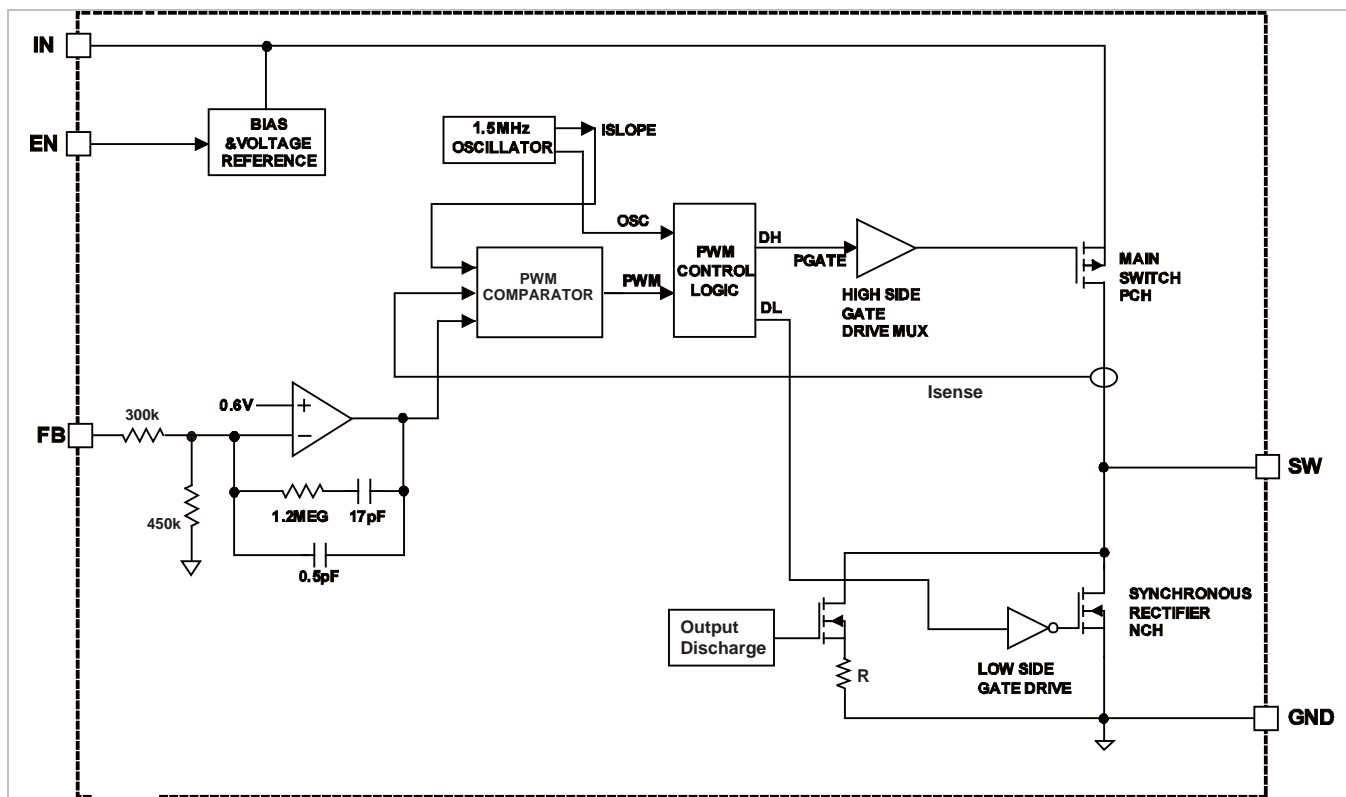 IN
EN
BIAS
&VOLTAGE
REFERENCE
1.5MHz
OSCILLATOR
ISLOPE
OSC
PWM
COMPARATOR
PWM
PWM
CONTROL
LOGIC
DH
DL
PGATE
HIGH SIDE
GATE
DRIVE MUX
MAIN
SWITCH
PCH
Isense
FB
300k
450k
0.6V
+
−
1.2MEG
17pF
0.5pF
SW
Output
Discharge
R
LOW SIDE
GATE DRIVE
SYNCHRONOUS
RECTIFIER
NCH
GND